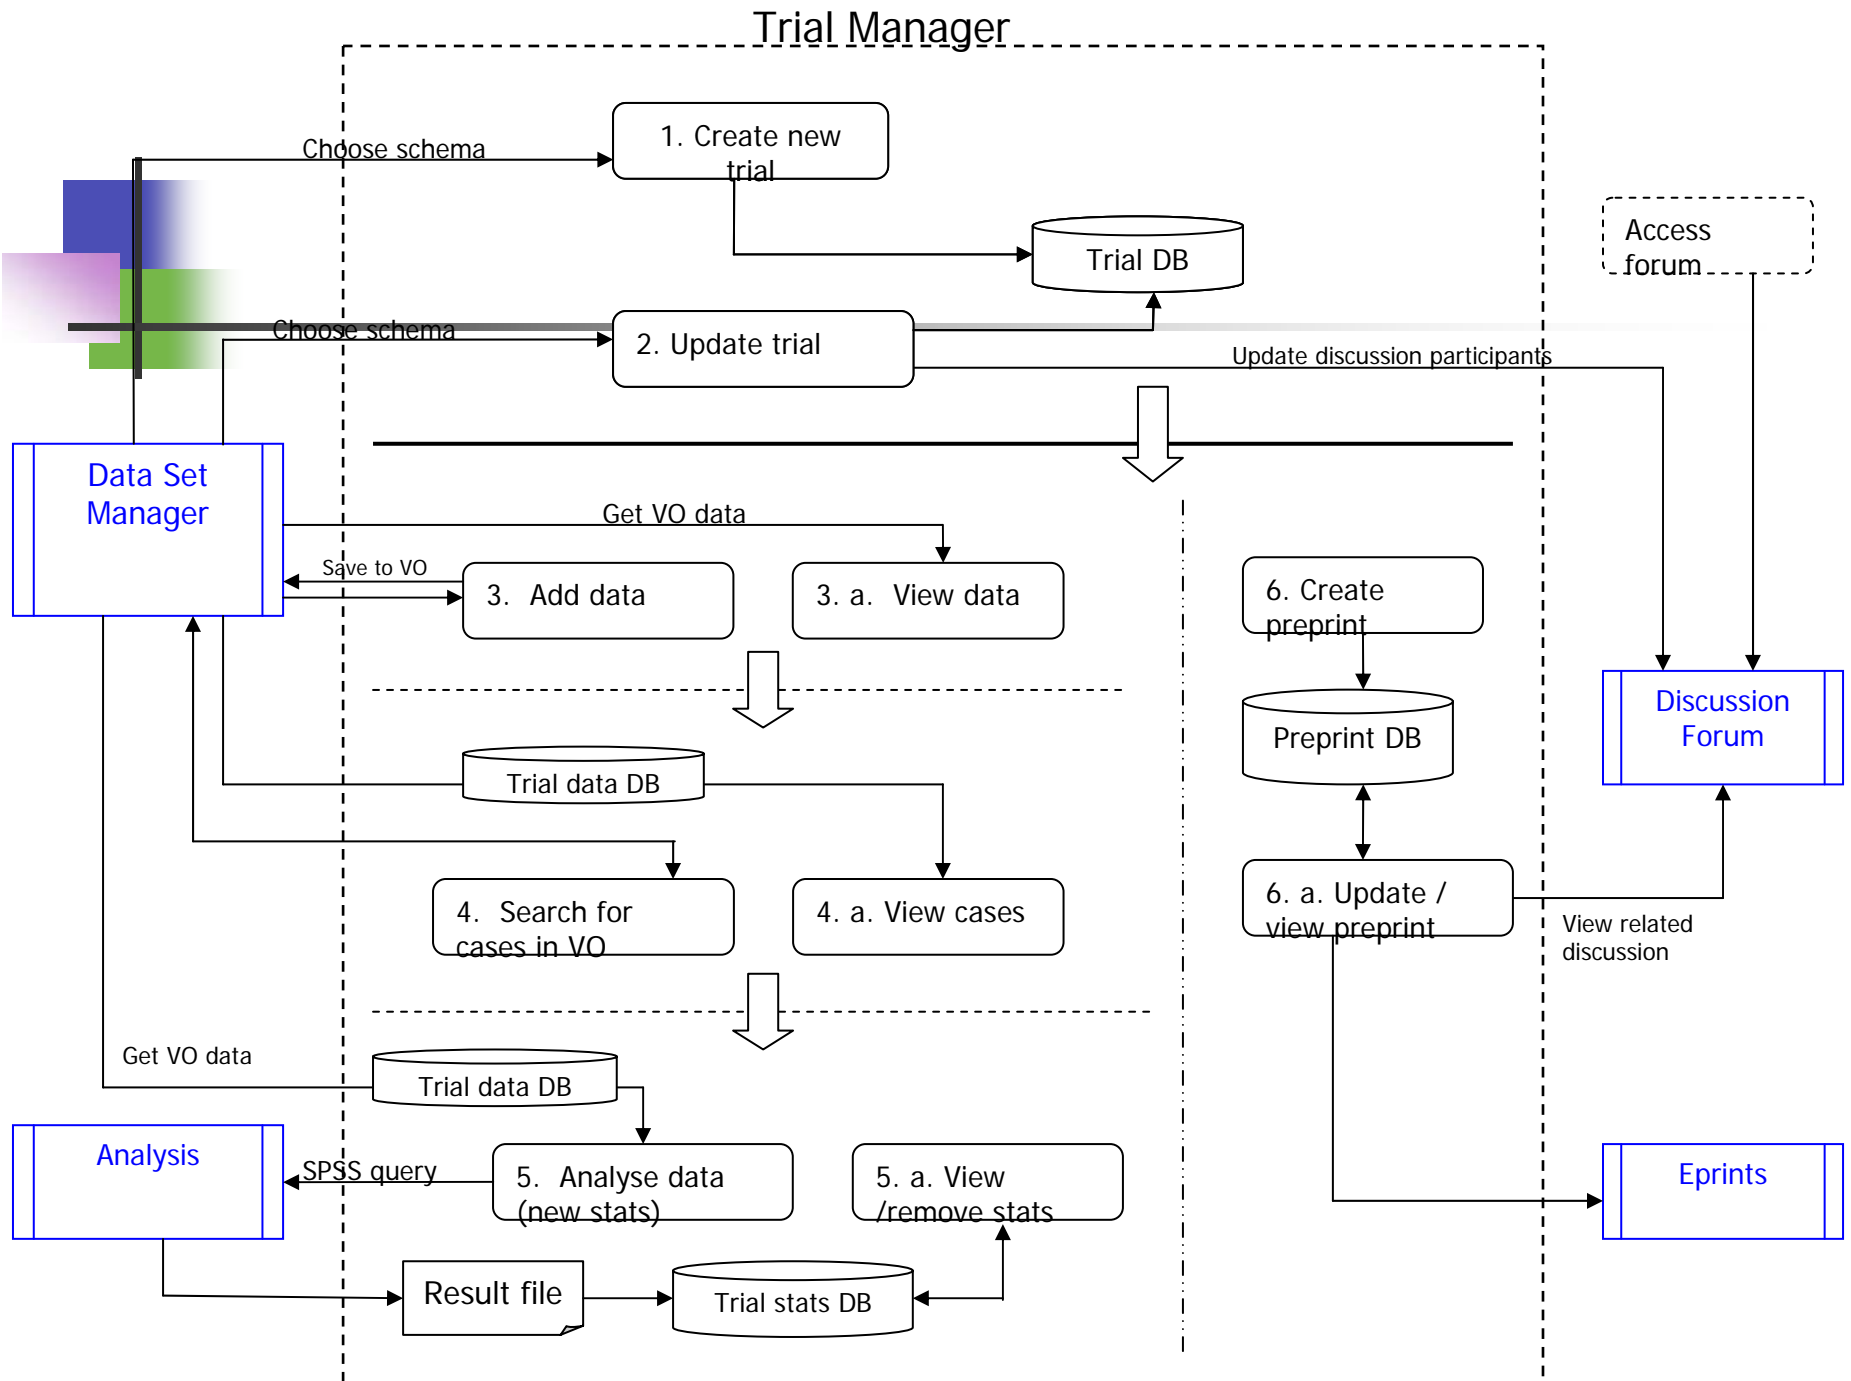 Trial Manager
Choose schema
1. Create new
trial
Access
forum
Trial DB
Choose schema
2. Update trial
Update discussion participants
Data Set
Manager
Get VO data
Save to VO
3.  Add data
3. a.  View data
6. Create
preprint
Discussion
Forum
Preprint DB
Trial data DB
4.  Search for
cases in VO
4. a. View cases
6. a. Update /
view preprint
View related
discussion
Get VO data
Trial data DB
Analysis
SPSS query
5.  Analyse data
(new stats)
5. a. View
/remove stats
Eprints
Result file
Trial stats DB